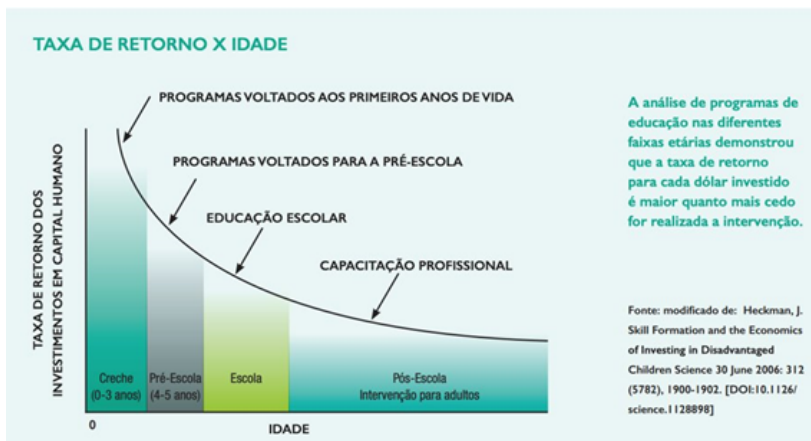 TAXA DE RETORNO X IDADE
PROGRAMAS VOLTADOS AOS PRIMEIROS ANOS DE VIDA
PROGRAMAS VOLTADOS PARA A PRÉ-ESCOLA
EDUCAÇÃO ESCOLAR
CAPACITAÇÃO PROFISSIONAL
TAXA DE RETORNO DOS
INVESTIMENTOS EM CAPITAL HUMANO
Creche
(0-3 anos)
Pré-Escola
(4-5 anos)
Escola
Pós-Escola
Intervenção para adultos
0
IDADE
A análise de programas de
educação nas diferentes
faixas etárias demonstrou
que a taxa de retorno
para cada dólar investido
é maior quanto mais cedo
for realizada a intervenção.
Fonte: modificado de: Heckman, J.
Skill Formation and the Economics
of Investing in Disadvantaged
Children Science 30 June 2006: 312
(5782), 1900-1902. [DOI:10.1126/
science.1128898]